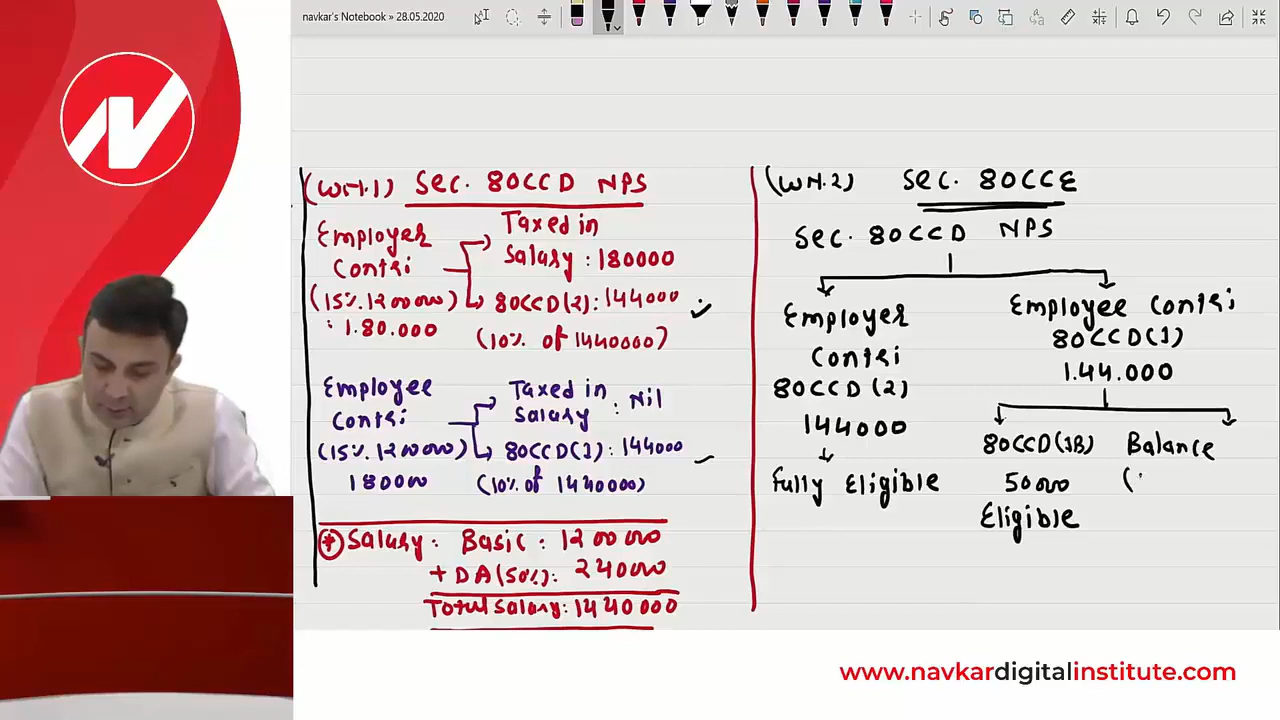 navkar's Notebook » 28.05.2020
(WN.1) Sec. 80CCD NPS
Employer Contri
(15% 1200000)
: 1.80.000
Taxed in
Salary : 180000
80CCD(2) : 144000
(10% of 1440000)
Employee
Contri
(15% 1200000)
180000
Taxed in
Salary : Nil
80CCD(1) : 144000
(10% of 1440000)
* Salary : Basic : 1200000
+ DA (50%) : 240000
Total Salary : 1440000
(WN.2) Sec. 80CCE
Sec. 80CCD NPS
Employer
Contri
80CCD (2)
144000
Fully Eligible
Employee Contri
80CCD(1)
1.44.000
80CCD(1B)
50000
Eligible
Balance
(
www.navkardigitalinstitute.com